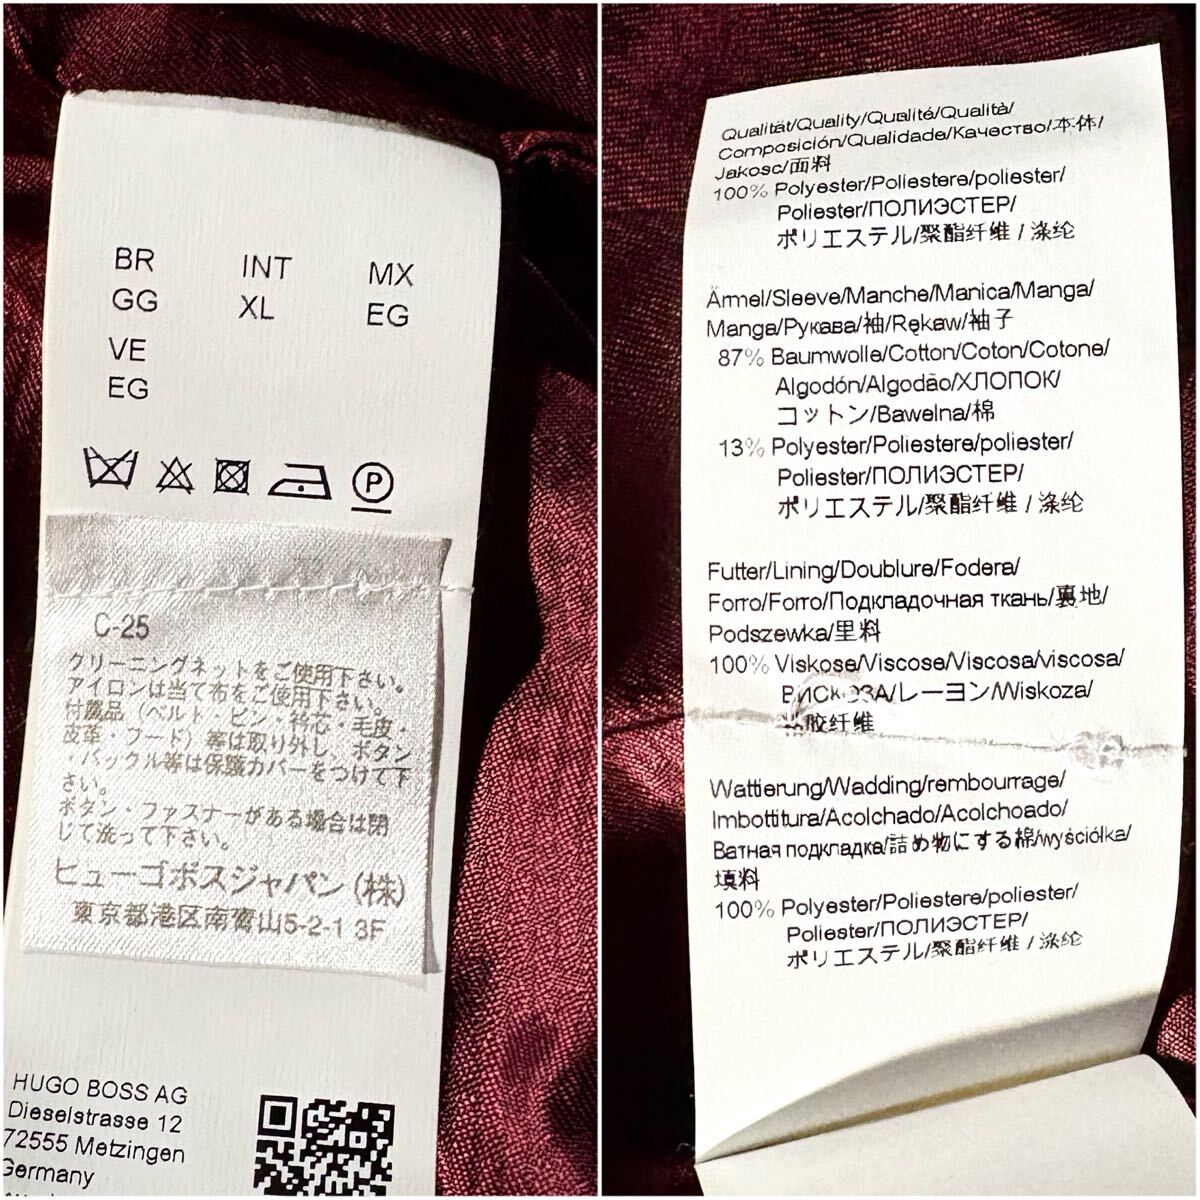 BR INT MX
GG XL EG
VE
EG
P
C-25
クリーニングネットをご使用下さい。
アイロンは当て布をご使用下さい。
付属品（ベルト・ピン・衿芯・毛皮・
皮革・フード）等は取り外し、ボタン
・バックル等は保護カバーをつけて下
さい。
ボタン・ファスナーがある場合は閉
じて洗って下さい。
ヒューゴボスジャパン(株)
東京都港区南青山5-2-1 3F
HUGO BOSS AG
Dieselstrasse 12
72555 Metzingen
Germany
Qualität/Quality/Qualité/Qualità/
Composición/Qualidade/Качество/本体/
Jakosc/面料
100% Polyester/Poliestere/poliester/
Poliester/ПОЛИЭСТЕР/
ポリエステル/聚酯纤维 / 涤纶
Ärmel/Sleeve/Manche/Manica/Manga/
Manga/Рукава/袖/Rękaw/袖子
87% Baumwolle/Cotton/Coton/Cotone/
Algodón/Algodão/ХЛОПОК/
コットン/Bawelna/棉
13% Polyester/Poliestere/poliester/
Poliester/ПОЛИЭСТЕР/
ポリエステル/聚酯纤维 / 涤纶
Futter/Lining/Doublure/Fodera/
Forro/Forro/Подкладочная ткань/裏地/
Podszewka/里料
100% Viskose/Viscose/Viscosa/viscosa/
ВИСКОЗА/レーヨン/Wiskoza/
粘胶纤维
Wattierung/Wadding/rembourrage/
Imbottitura/Acolchado/Acolchoado/
Ватная подкладка/詰め物にする棉/wyściółka/
填料
100% Polyester/Poliestere/poliester/
Poliester/ПОЛИЭСТЕР/
ポリエステル/聚酯纤维 / 涤纶